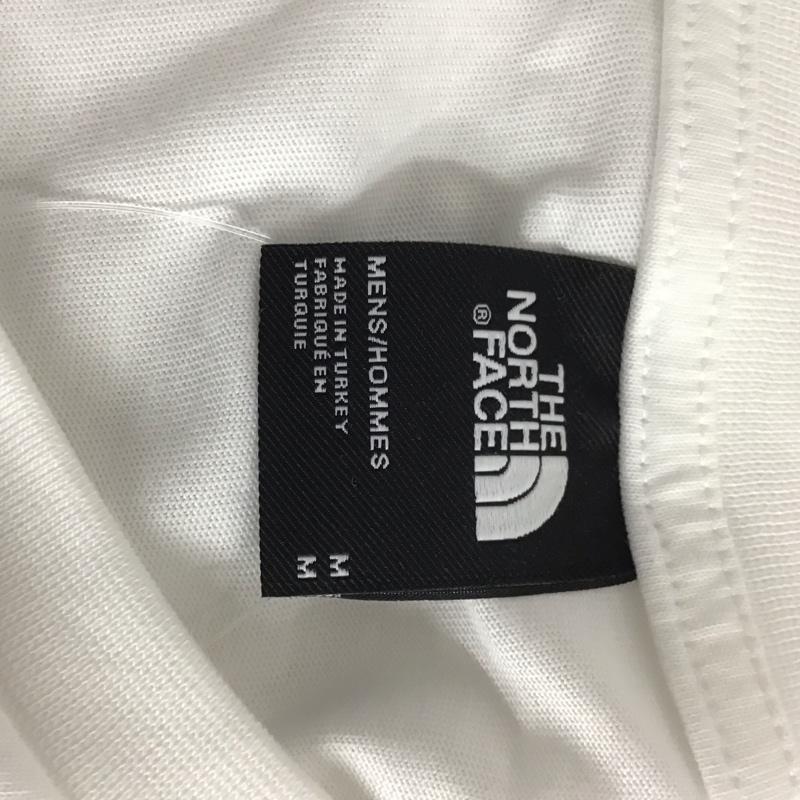 THE
NORTH
FACE®
MENS/HOMMES
MADE IN TURKEY
FABRIQUÉ EN
TURQUIE
M
M